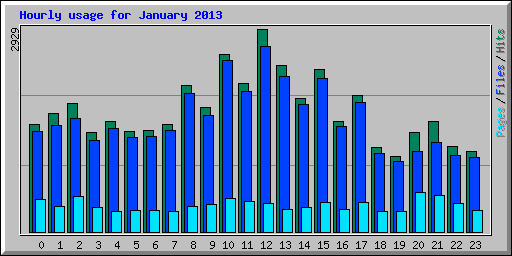 Hourly usage for January 2013
2929
Pages/Files/Hits
0 1 2 3 4 5 6 7 8 9 10 11 12 13 14 15 16 17 18 19 20 21 22 23